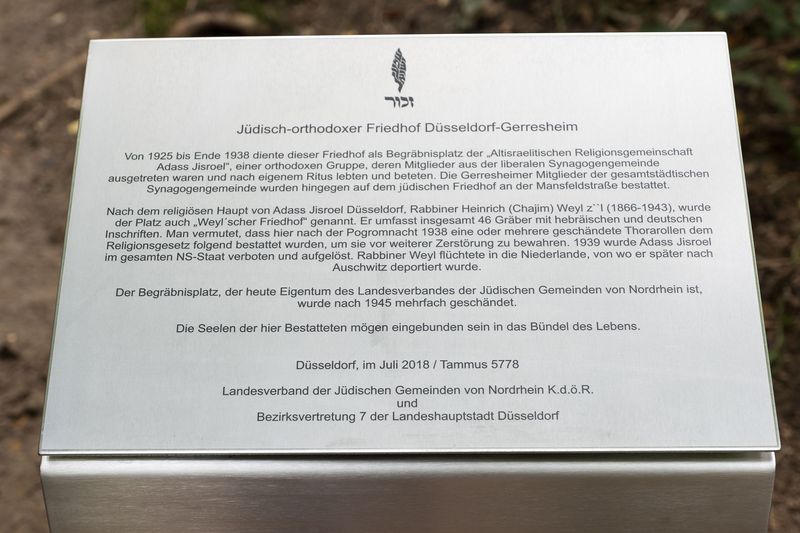 זכור
Jüdisch-orthodoxer Friedhof Düsseldorf-Gerresheim
Von 1925 bis Ende 1938 diente dieser Friedhof als Begräbnisplatz der „Altisraelitischen Religionsgemeinschaft
Adass Jisroel“, einer orthodoxen Gruppe, deren Mitglieder aus der liberalen Synagogengemeinde
ausgetreten waren und nach eigenem Ritus lebten und beteten. Die Gerresheimer Mitglieder der gesamtstädtischen
Synagogengemeinde wurden hingegen auf dem jüdischen Friedhof an der Mansfeldstraße bestattet.
Nach dem religiösen Haupt von Adass Jisroel Düsseldorf, Rabbiner Heinrich (Chajim) Weyl z``l (1866-1943), wurde
der Platz auch „Weyl´scher Friedhof“ genannt. Er umfasst insgesamt 46 Gräber mit hebräischen und deutschen
Inschriften. Man vermutet, dass hier nach der Pogromnacht 1938 eine oder mehrere geschändete Thorarollen dem
Religionsgesetz folgend bestattet wurden, um sie vor weiterer Zerstörung zu bewahren. 1939 wurde Adass Jisroel
im gesamten NS-Staat verboten und aufgelöst. Rabbiner Weyl flüchtete in die Niederlande, von wo er später nach
Auschwitz deportiert wurde.
Der Begräbnisplatz, der heute Eigentum des Landesverbandes der Jüdischen Gemeinden von Nordrhein ist,
wurde nach 1945 mehrfach geschändet.
Die Seelen der hier Bestatteten mögen eingebunden sein in das Bündel des Lebens.
Düsseldorf, im Juli 2018 / Tammus 5778
Landesverband der Jüdischen Gemeinden von Nordrhein K.d.ö.R.
und
Bezirksvertretung 7 der Landeshauptstadt Düsseldorf